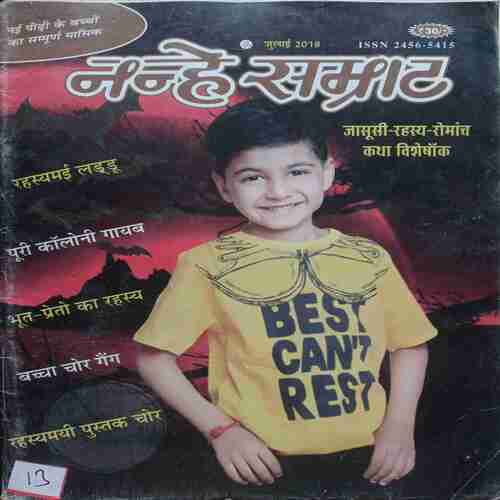 नई पीढ़ी के बच्चों
का सम्पूर्ण मासिक
जुलाई 2018
30
ISSN 2456-5415
नन्हे सम्राट
जासूसी-रहस्य-रोमांच
कथा विशेषॉक
रहस्यमई लड्डू
पूरी कॉलोनी गायब
भूत-प्रेतो का रहस्य
बच्चा चोर गैंग
रहस्यमयी पुस्तक चोर
BEST
CAN'T
REST
13